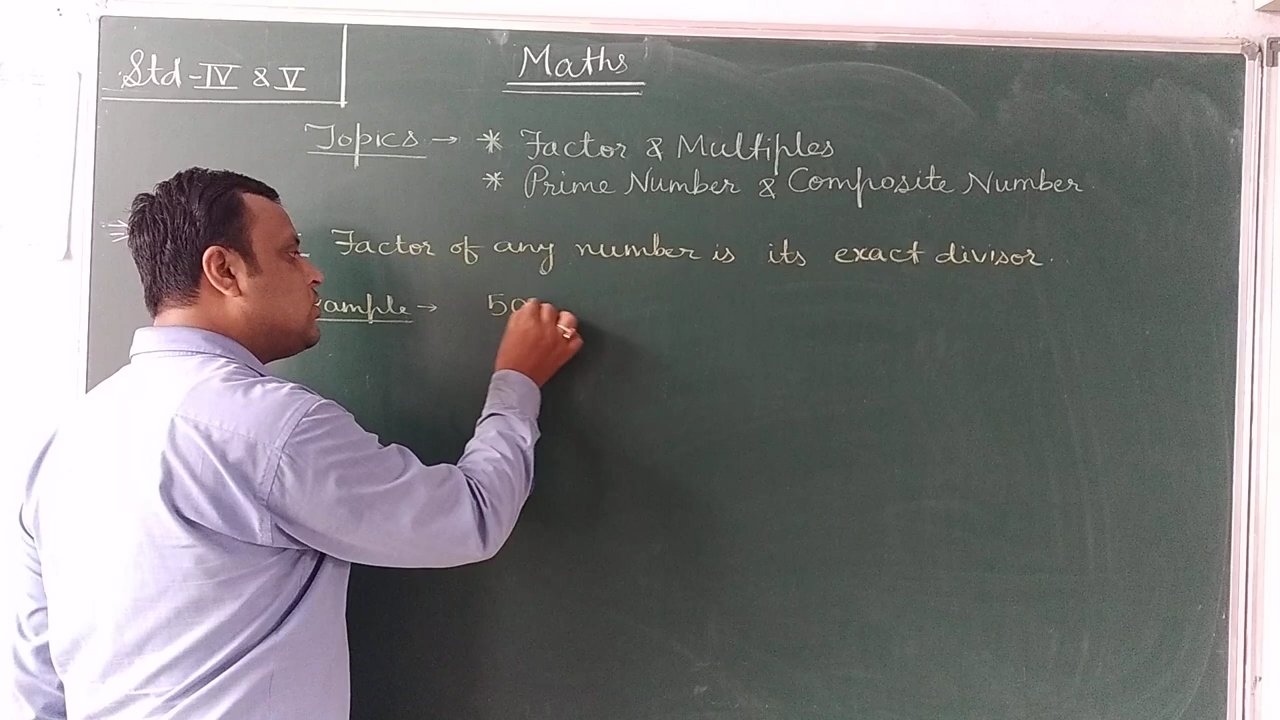 Std-IV & V
Maths
Topics → * Factor & Multiples
* Prime Number & Composite Number
Factor of any number is its exact divisor.
ample → 50